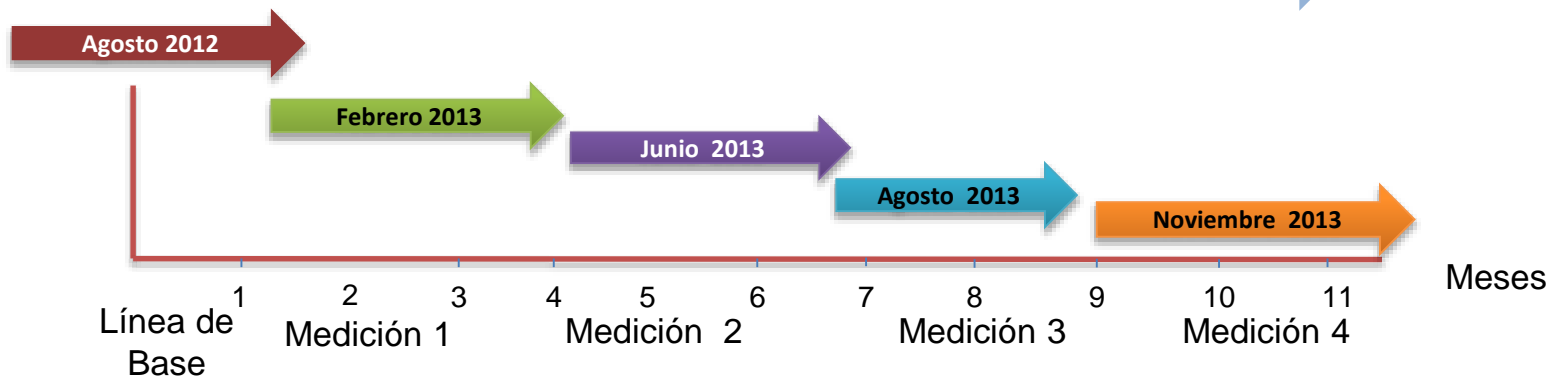 Agosto 2012
Febrero 2013
Junio 2013
Agosto 2013
Noviembre 2013
1 2 3 4 5 6 7 8 9 10 11
Meses
Línea de
Base
Medición 1
Medición 2
Medición 3
Medición 4